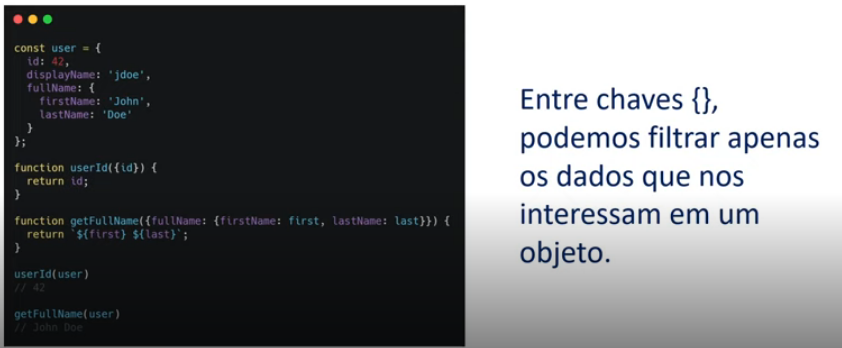 const user = {
  id: 42,
  displayName: 'jdoe',
  fullName: {
    firstName: 'John',
    lastName: 'Doe'
  }
};
function userId({id}) {
  return id;
}
function getFullName({fullName: {firstName: first, lastName: last}}) {
  return `${first} ${last}`;
}
userId(user)
// 42
getFullName(user)
// John Doe
Entre chaves {},
podemos filtrar apenas
os dados que nos
interessam em um
objeto.